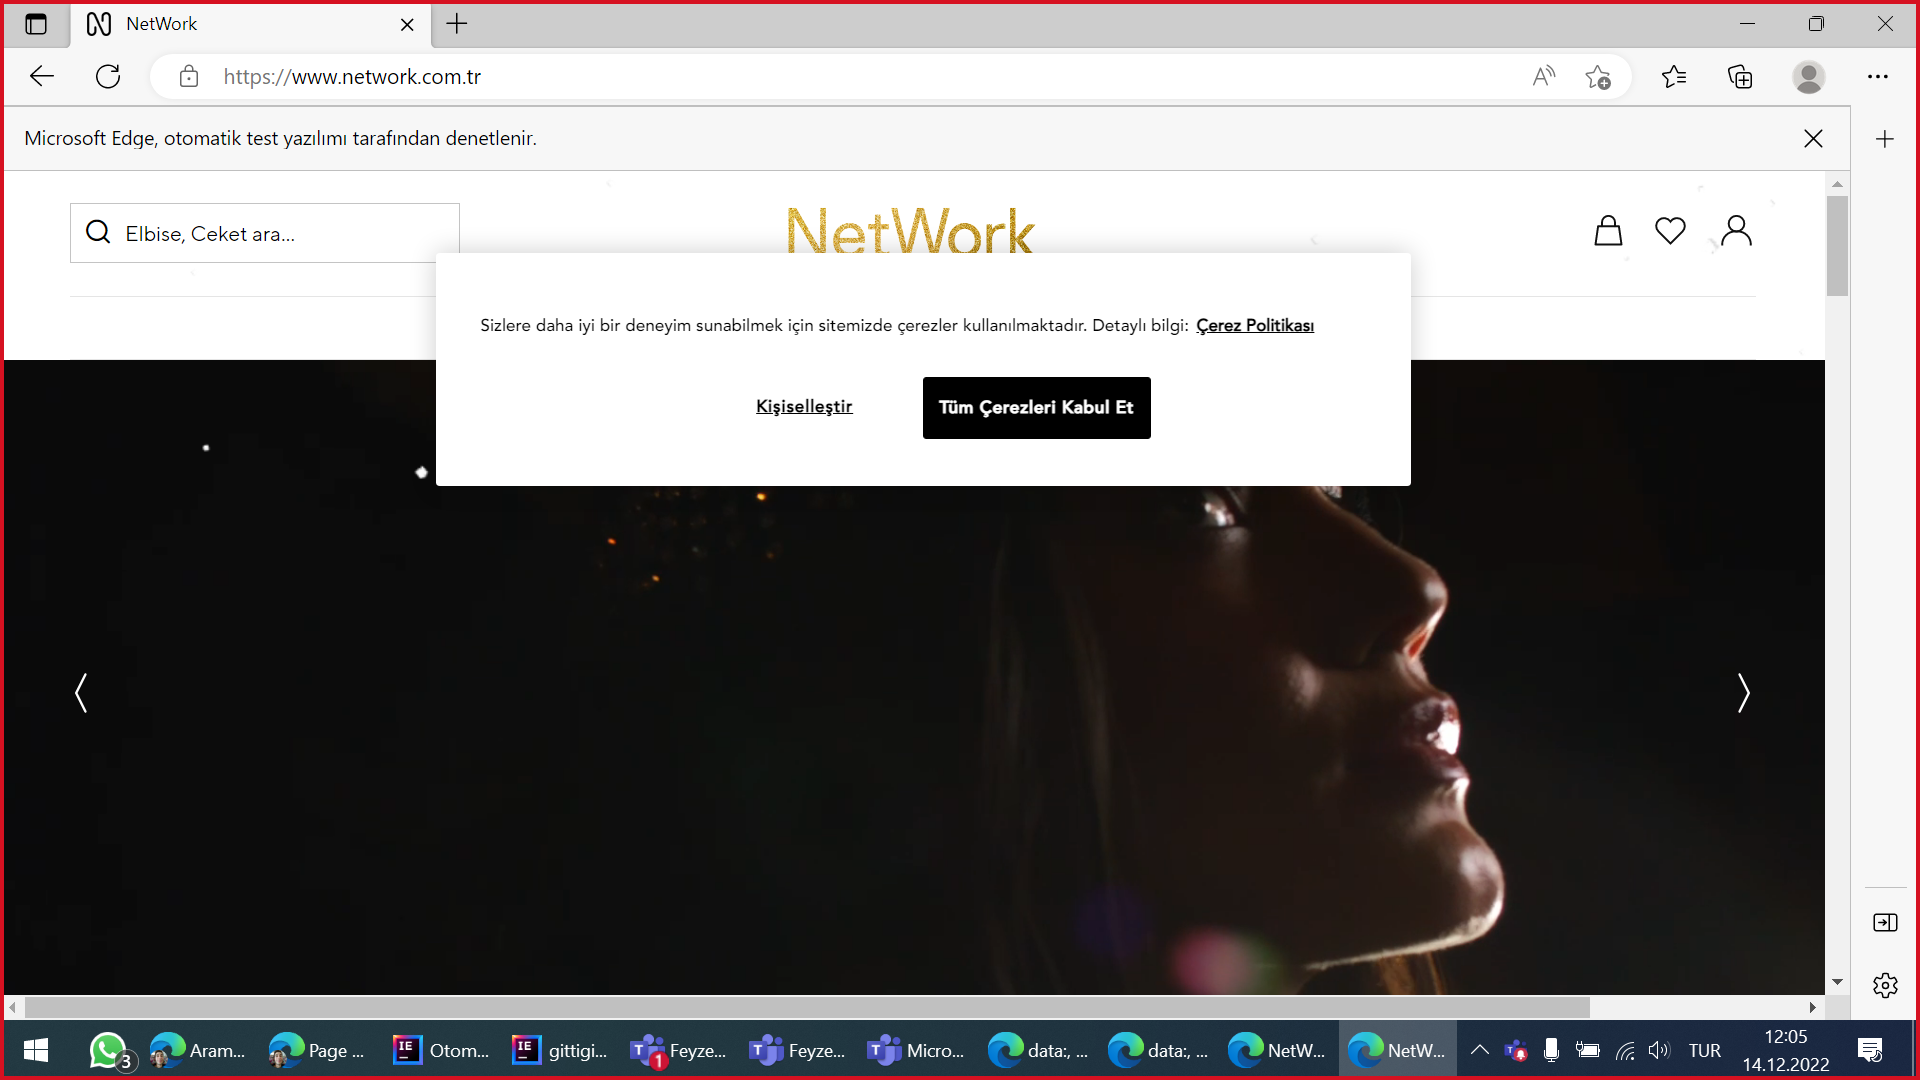 NetWork
https://www.network.com.tr
Microsoft Edge, otomatik test yazılımı tarafından denetlenir.
Elbise, Ceket ara...
NetWork
Sizlere daha iyi bir deneyim sunabilmek için sitemizde çerezler kullanılmaktadır. Detaylı bilgi: Çerez Politikası
Kişiselleştir
Tüm Çerezleri Kabul Et
3
Aram...
Page ...
IE
Otom...
IE
gittigi...
1
Feyze...
Feyze...
Micro...
data:, ...
data:, ...
NetW...
NetW...
TUR
12:05
14.12.2022